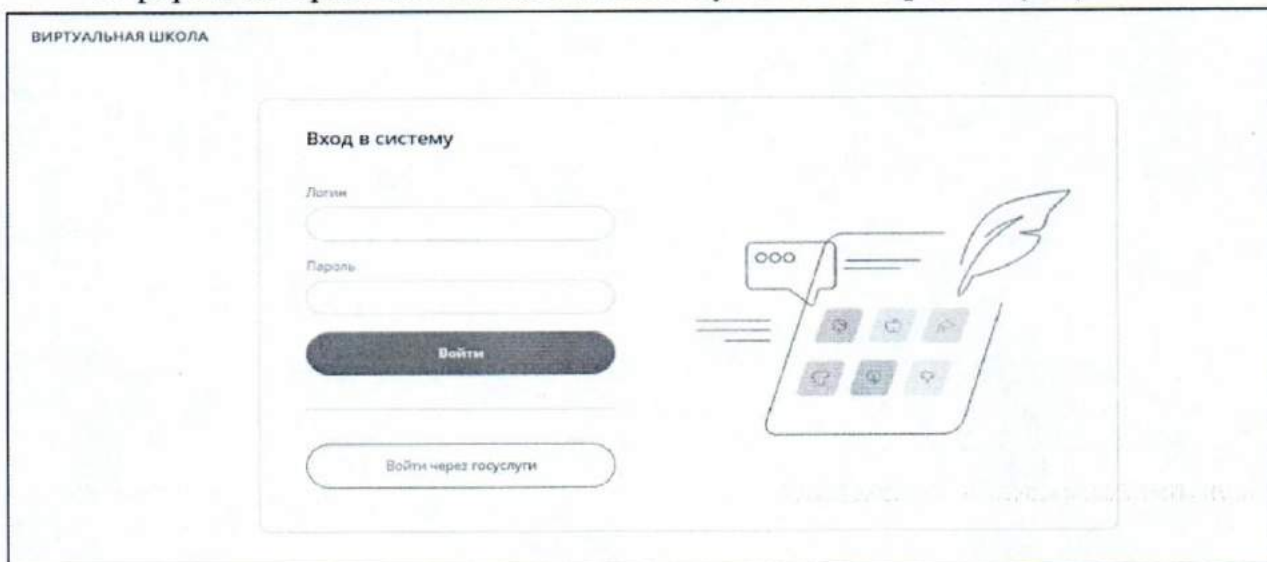 ВИРТУАЛЬНАЯ ШКОЛА
Вход в систему
Логин
Пароль
Войти
Войти через госуслуги